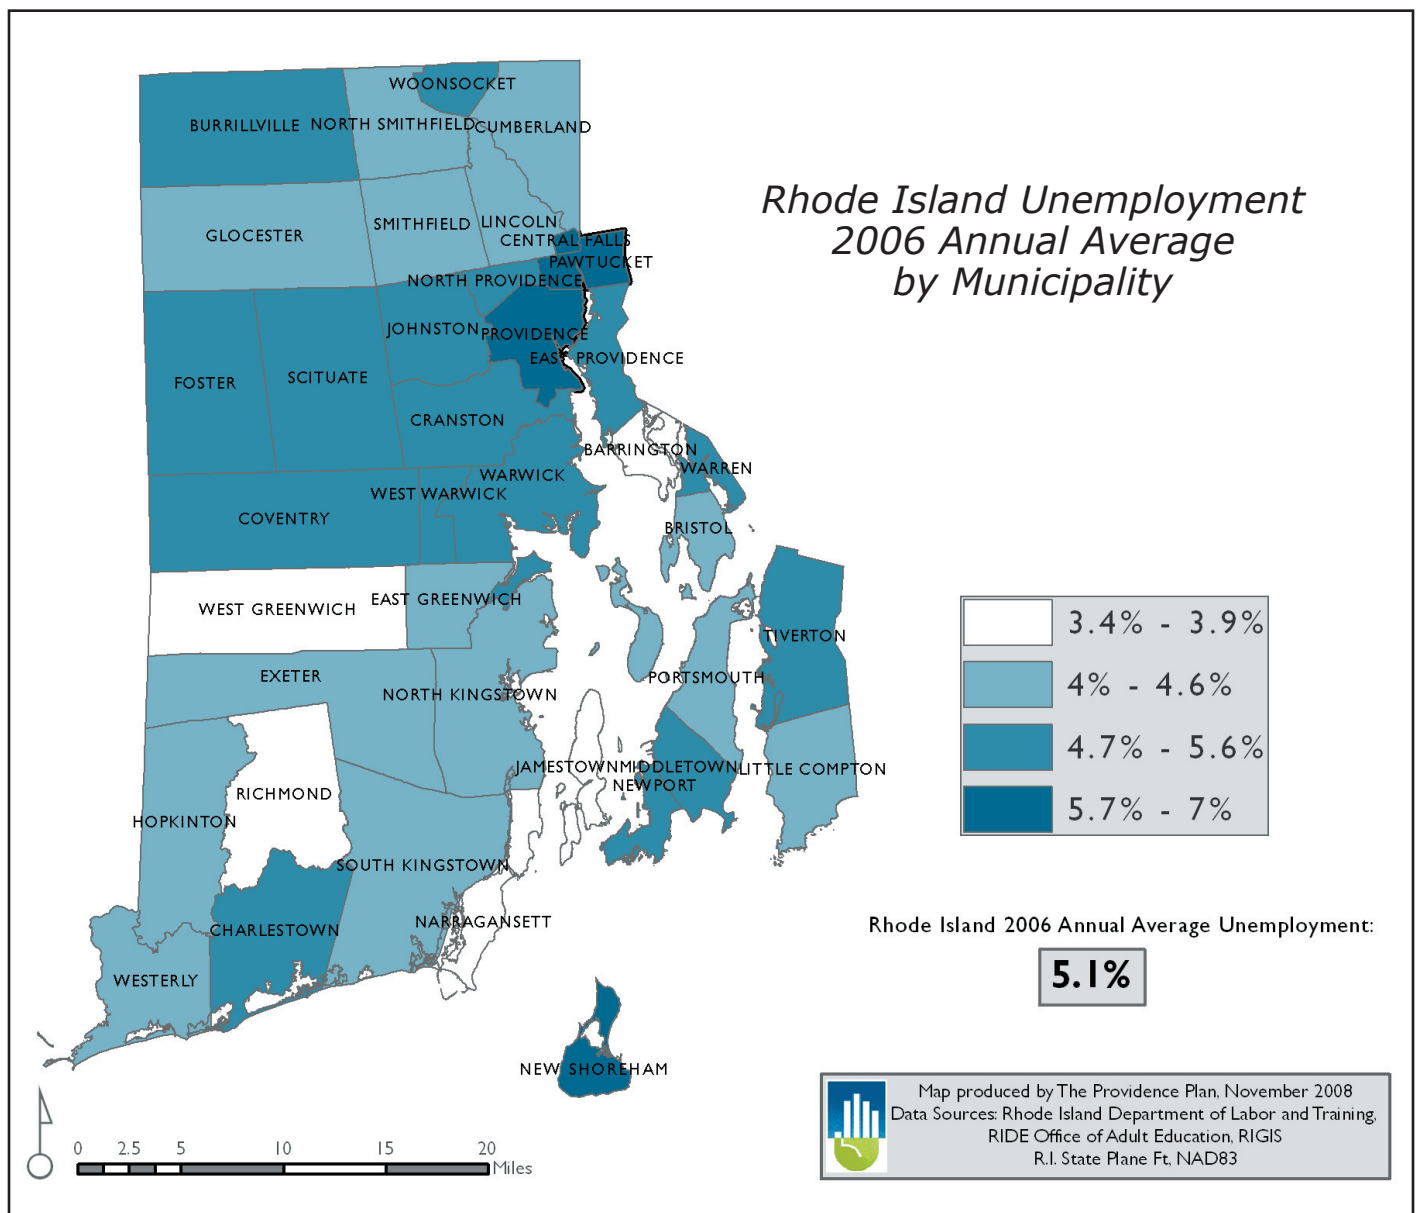 WOONSOCKET
BURRILLVILLE
NORTH SMITHFIELD
CUMBERLAND
Rhode Island Unemployment
2006 Annual Average
by Municipality
GLOCESTER
SMITHFIELD
LINCOLN
CENTRAL FALLS
PAWTUCKET
NORTH PROVIDENCE
JOHNSTON
PROVIDENCE
EAST PROVIDENCE
FOSTER
SCITUATE
CRANSTON
BARRINGTON
WARREN
WARWICK
WEST WARWICK
COVENTRY
BRISTOL
WEST GREENWICH
EAST GREENWICH
TIVERTON
EXETER
NORTH KINGSTOWN
PORTSMOUTH
JAMESTOWN
MIDDLETOWN
LITTLE COMPTON
NEWPORT
RICHMOND
HOPKINTON
SOUTH KINGSTOWN
NARRAGANSETT
CHARLESTOWN
WESTERLY
NEW SHOREHAM
3.4% - 3.9%
4% - 4.6%
4.7% - 5.6%
5.7% - 7%
Rhode Island 2006 Annual Average Unemployment:
5.1%
Map produced by The Providence Plan, November 2008
Data Sources: Rhode Island Department of Labor and Training,
RIDE Office of Adult Education, RIGIS
R.I. State Plane Ft, NAD83
0 2.5 5 10 15 20
Miles